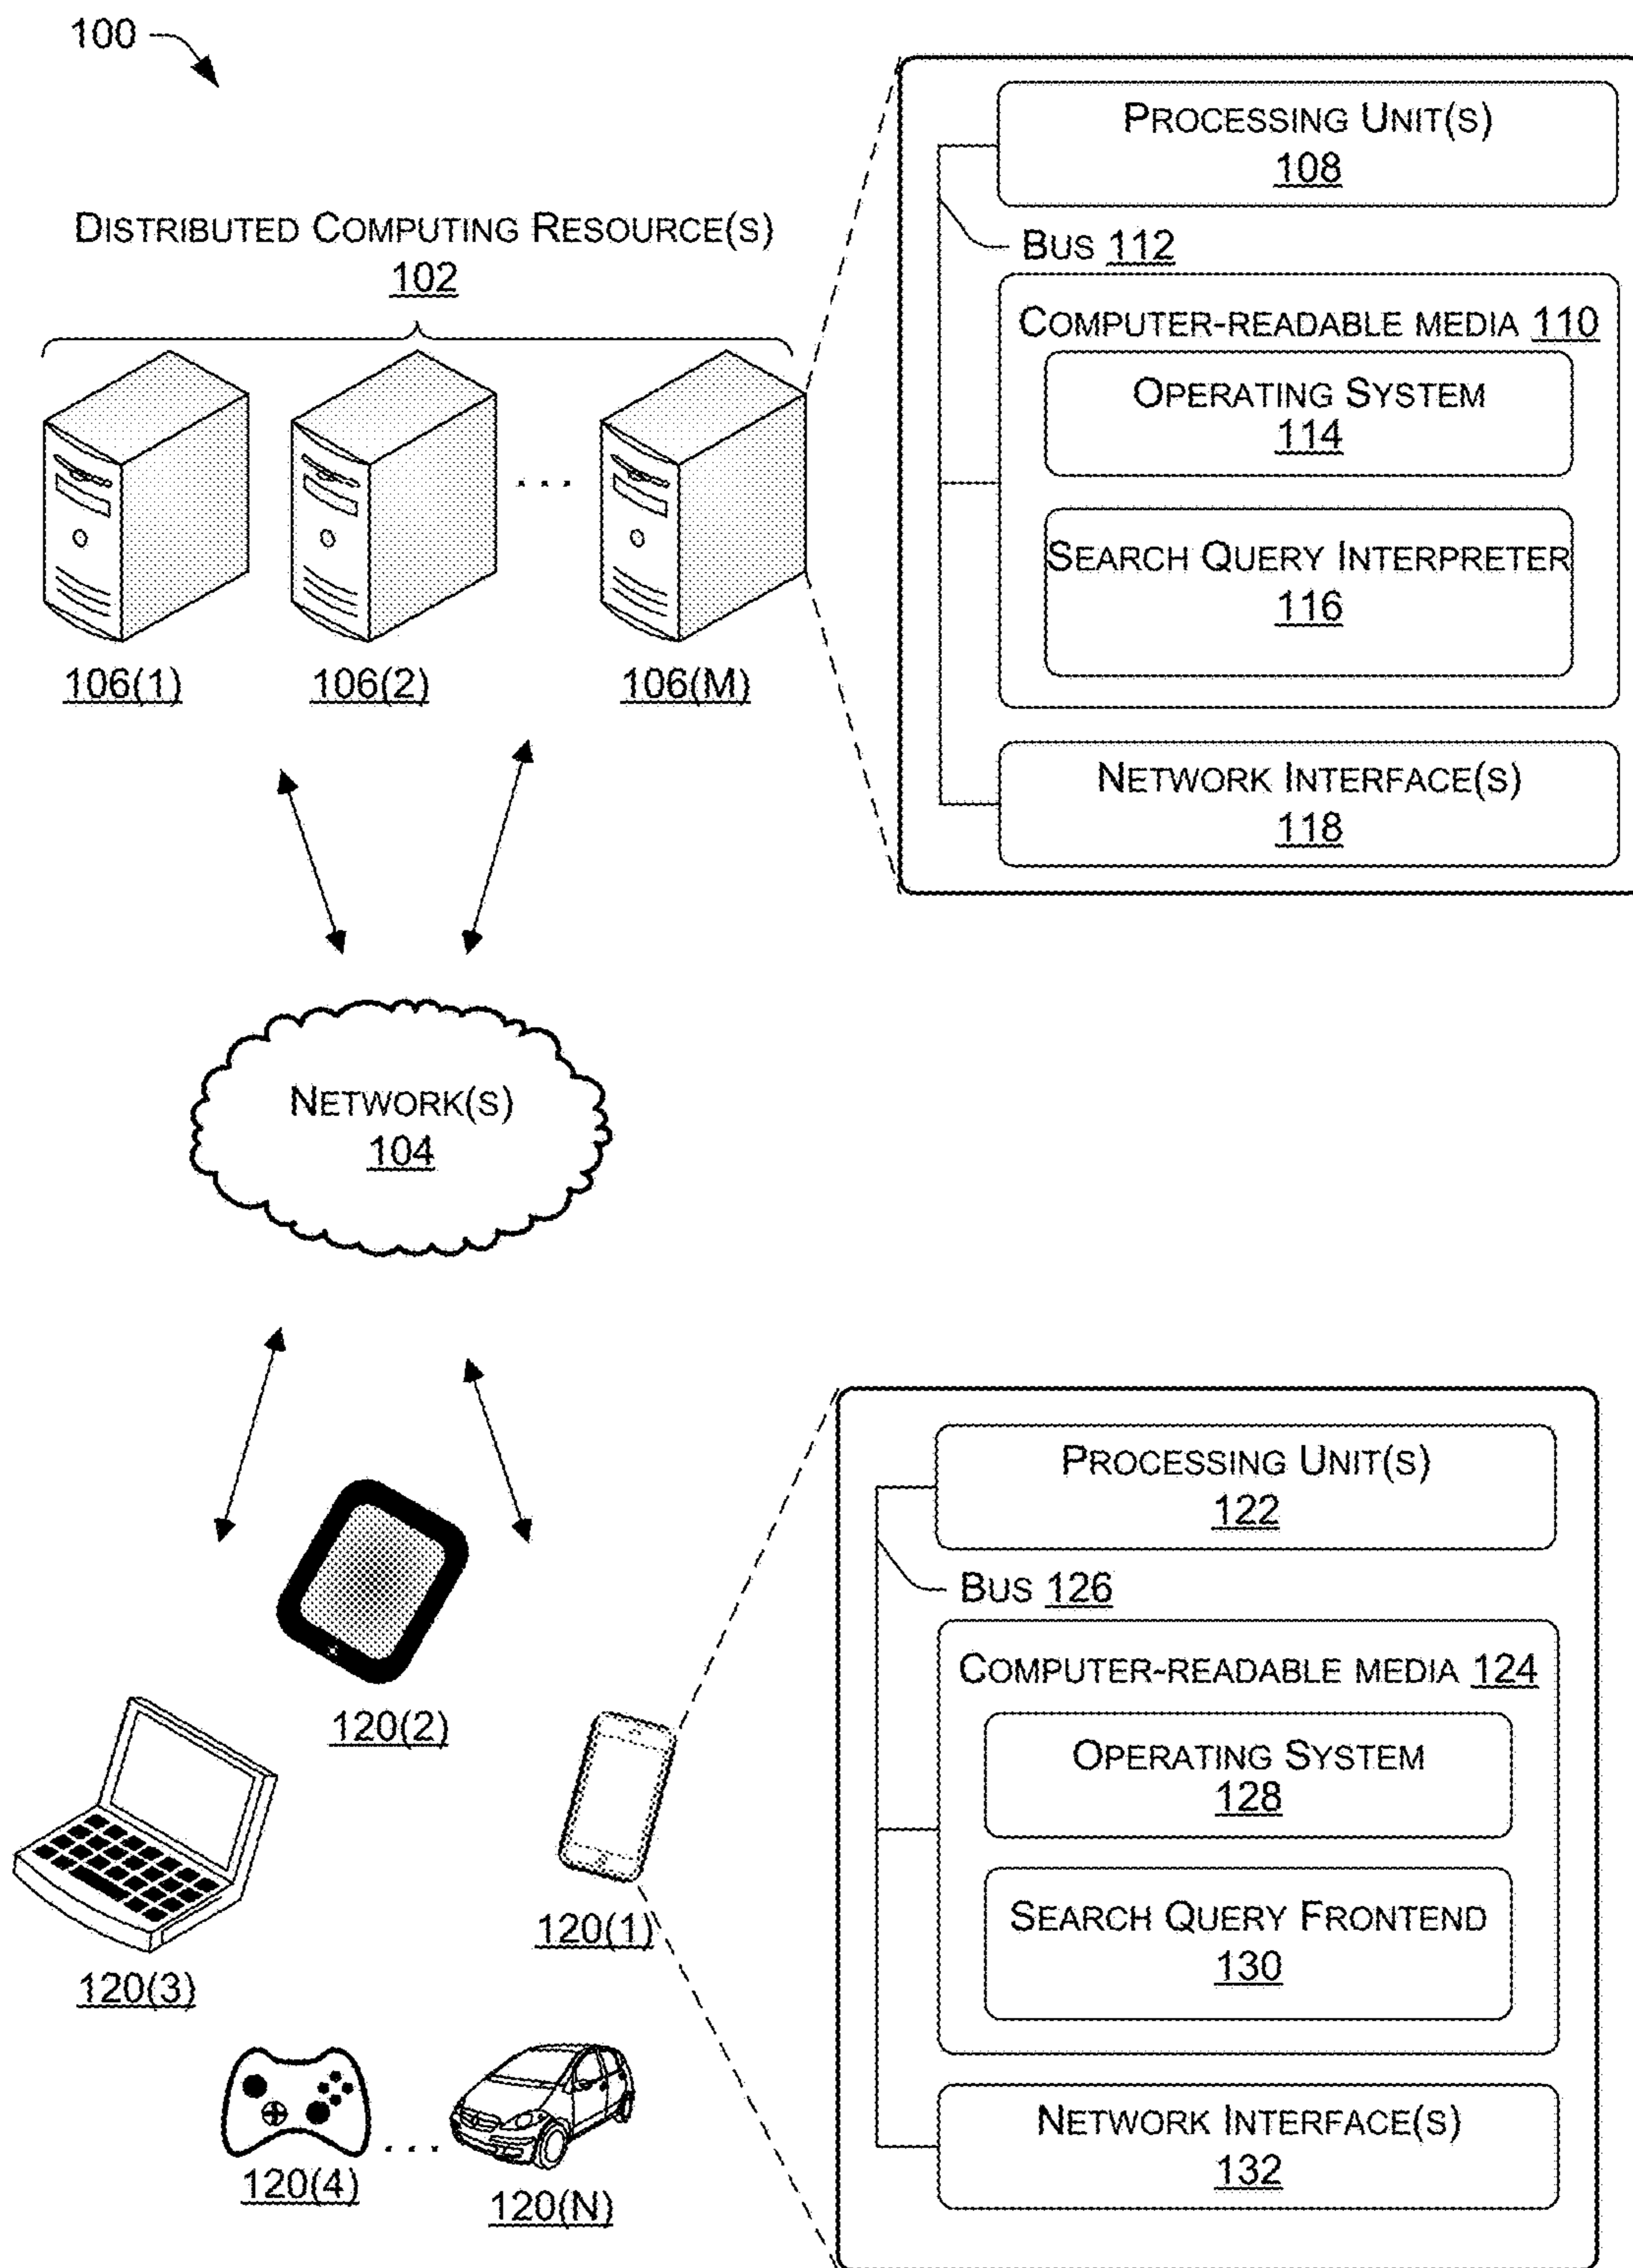 100
DISTRIBUTED COMPUTING RESOURCE(S)
102
106(1)
106(2)
...
106(M)
PROCESSING UNIT(S)
108
BUS 112
COMPUTER-READABLE MEDIA 110
OPERATING SYSTEM
114
SEARCH QUERY INTERPRETER
116
NETWORK INTERFACE(S)
118
NETWORK(S)
104
120(2)
120(1)
120(3)
120(4)
...
120(N)
PROCESSING UNIT(S)
122
BUS 126
COMPUTER-READABLE MEDIA 124
OPERATING SYSTEM
128
SEARCH QUERY FRONTEND
130
NETWORK INTERFACE(S)
132